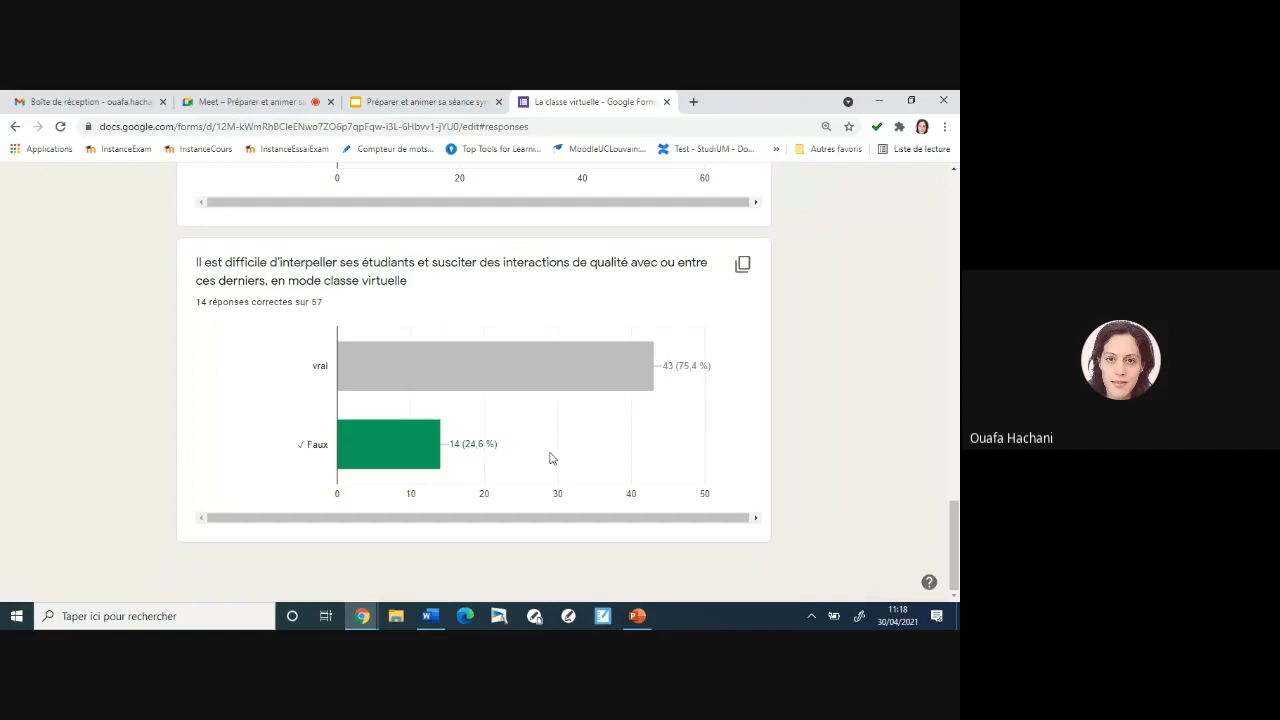 Boîte de réception - ouafa.hacha
Meet – Préparer et animer sa
Préparer et animer sa séance syn
La classe virtuelle - Google Form
docs.google.com/forms/d/12M-kWmRhBCleENwo7ZO6p7qpFqw-i3L-6Hbvv1-jYU0/edit#responses
Applications
InstanceExam
InstanceCours
InstanceEssaiExam
Compteur de mots...
Top Tools for Learni...
MoodleUCLouvain:...
Test - StudiUM - Do...
Autres favoris
Liste de lecture
0 20 40 60
Il est difficile d'interpeller ses étudiants et susciter des interactions de qualité avec ou entre
ces derniers, en mode classe virtuelle
14 réponses correctes sur 57
vrai
43 (75,4 %)
✓ Faux
14 (24,6 %)
0 10 20 30 40 50
Ouafa Hachani
Taper ici pour rechercher
11:18
30/04/2021